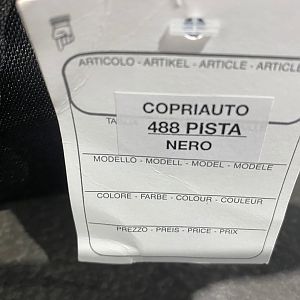 ARTICOLO - ARTIKEL - ARTICLE - ARTICLE
COPRIAUTO
488 PISTA
NERO
MODELLO - MODELL - MODEL - MODELE
COLORE - FARBE - COLOUR - COULEUR
PREZZO - PREIS - PRICE - PRIX